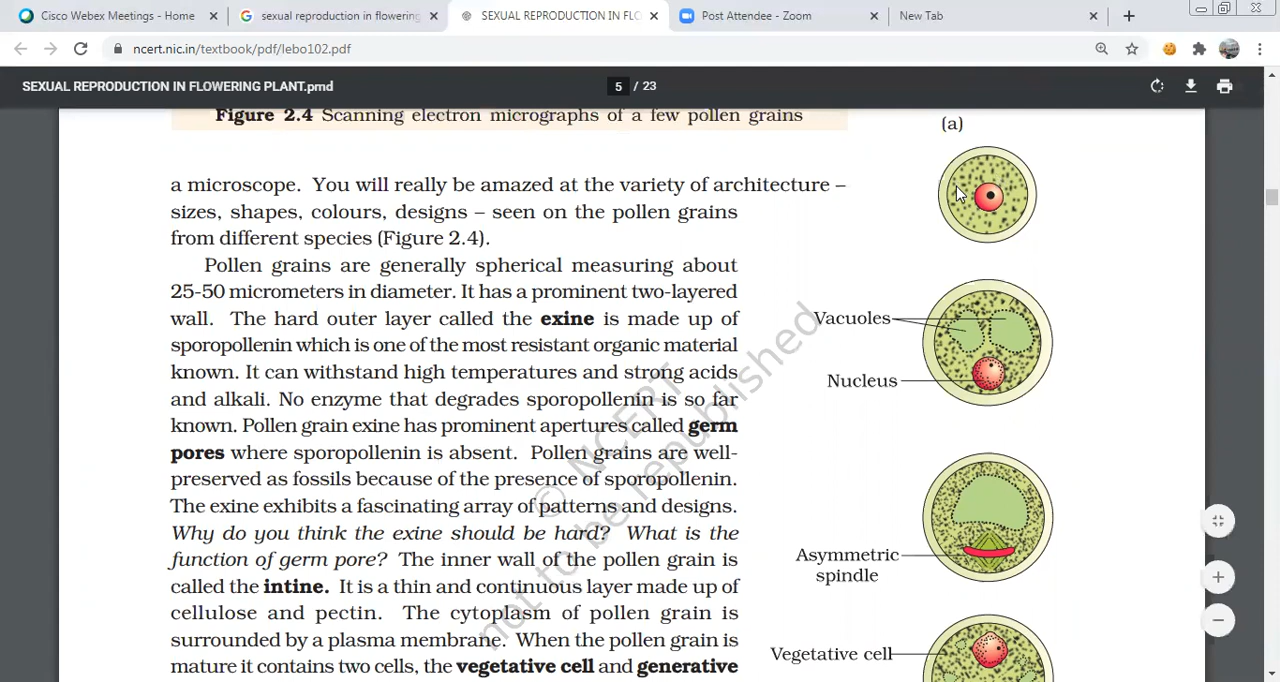 Cisco Webex Meetings - Home
sexual reproduction in flowering
SEXUAL REPRODUCTION IN FLO
Post Attendee - Zoom
New Tab
ncert.nic.in/textbook/pdf/lebo102.pdf
SEXUAL REPRODUCTION IN FLOWERING PLANT.pmd
5 / 23
Figure 2.4 Scanning electron micrographs of a few pollen grains
a microscope. You will really be amazed at the variety of architecture –
sizes, shapes, colours, designs – seen on the pollen grains
from different species (Figure 2.4).
Pollen grains are generally spherical measuring about
25-50 micrometers in diameter. It has a prominent two-layered
wall. The hard outer layer called the exine is made up of
sporopollenin which is one of the most resistant organic material
known. It can withstand high temperatures and strong acids
and alkali. No enzyme that degrades sporopollenin is so far
known. Pollen grain exine has prominent apertures called germ
pores where sporopollenin is absent. Pollen grains are well-
preserved as fossils because of the presence of sporopollenin.
The exine exhibits a fascinating array of patterns and designs.
Why do you think the exine should be hard? What is the
function of germ pore? The inner wall of the pollen grain is
called the intine. It is a thin and continuous layer made up of
cellulose and pectin. The cytoplasm of pollen grain is
surrounded by a plasma membrane. When the pollen grain is
mature it contains two cells, the vegetative cell and generative
(a)
Vacuoles
Nucleus
Asymmetric
spindle
Vegetative cell
© NCERT
not to be republished